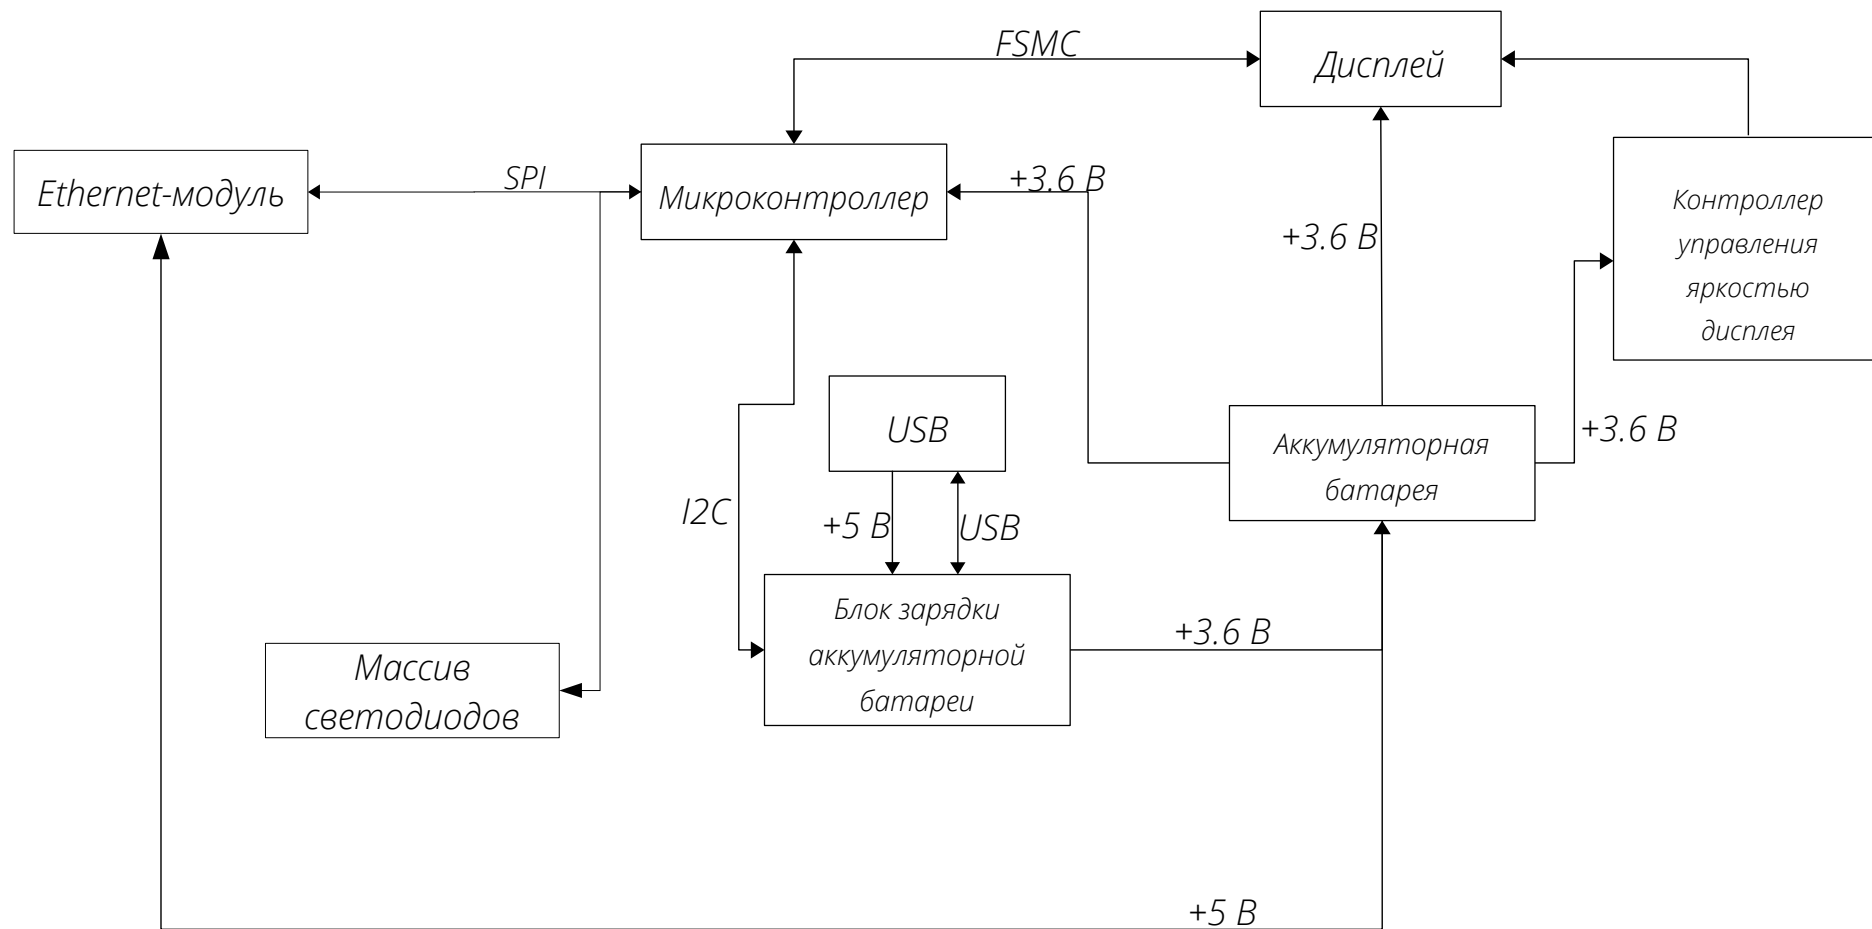 FSMC
Дисплей
Ethernet-модуль
SPI
Микроконтроллер
+3.6 В
+3.6 В
Контроллер
управления
яркостью
дисплея
USB
Аккумуляторная
батарея
+3.6 В
I2C
+5 В
USB
Блок зарядки
аккумуляторной
батареи
+3.6 В
Массив
светодиодов
+5 В